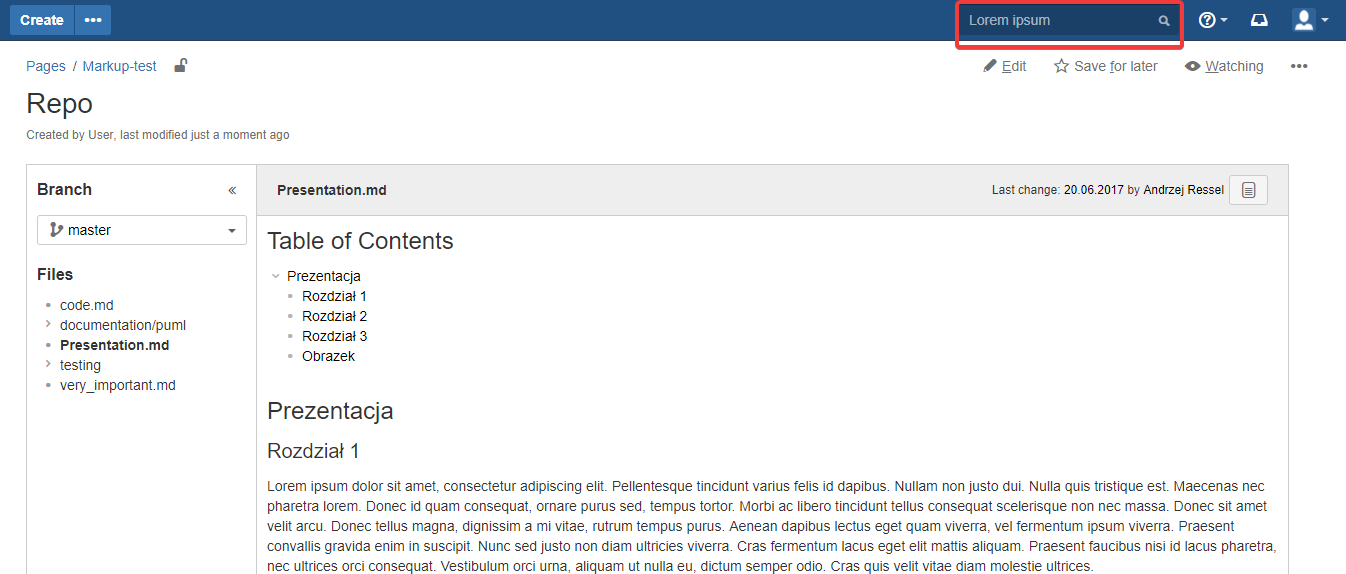 Create •••
Lorem ipsum
Pages / Markup-test
Edit Save for later Watching •••
Repo
Created by User, last modified just a moment ago
Branch «
Presentation.md
Last change: 20.06.2017 by Andrzej Ressel
master
Files
code.md
documentation/puml
Presentation.md
testing
very_important.md
Table of Contents
Prezentacja
Rozdział 1
Rozdział 2
Rozdział 3
Obrazek
Prezentacja
Rozdział 1
Lorem ipsum dolor sit amet, consectetur adipiscing elit. Pellentesque tincidunt varius felis id dapibus. Nullam non justo dui. Nulla quis tristique est. Maecenas nec
pharetra lorem. Donec id quam consequat, ornare purus sed, tempus tortor. Morbi ac libero tincidunt tellus consequat scelerisque non nec massa. Donec sit amet
velit arcu. Donec tellus magna, dignissim a mi vitae, rutrum tempus purus. Aenean dapibus lectus eget quam viverra, vel fermentum ipsum viverra. Praesent
convallis gravida enim in suscipit. Nunc sed justo non diam ultricies viverra. Cras fermentum lacus eget elit mattis aliquam. Praesent faucibus nisi id lacus pharetra,
nec ultrices orci consequat. Vestibulum orci urna, aliquam ut nulla eu, dictum semper odio. Cras quis velit vitae diam molestie ultrices.